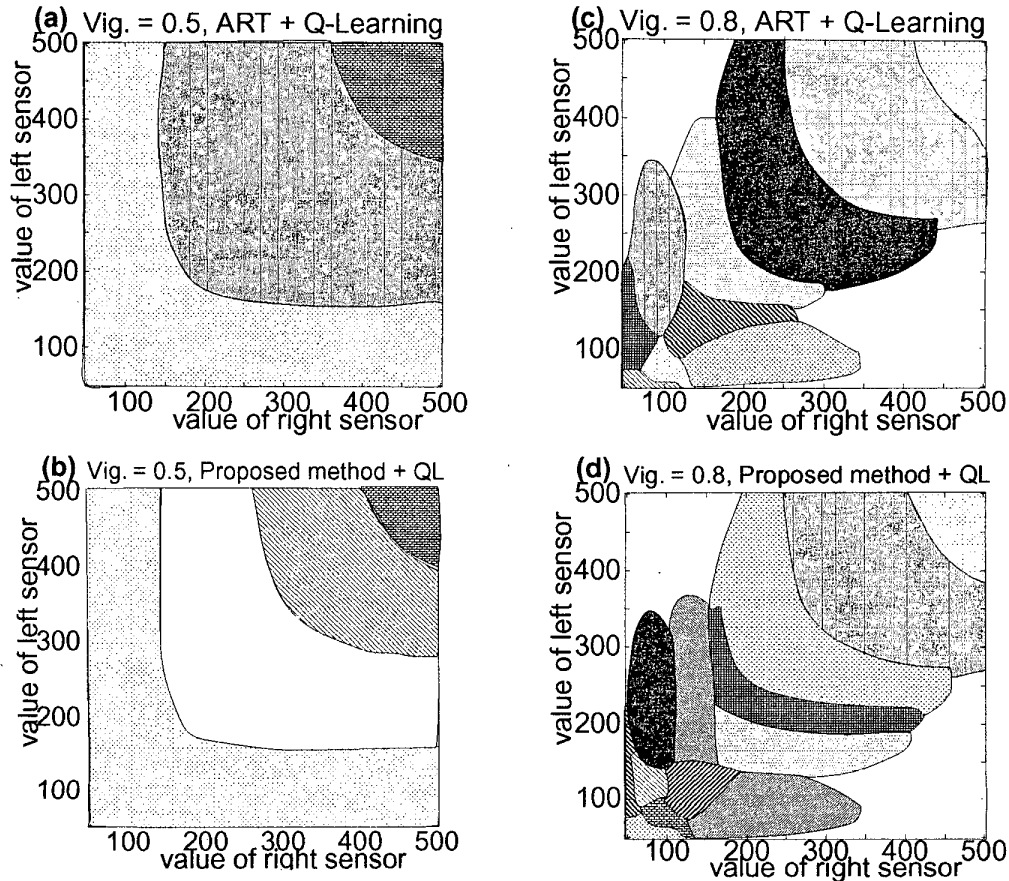 (a) Vig. = 0.5, ART + Q-Learning
value of left sensor
500
400
300
200
100
100 200 300 400 500
value of right sensor
(c) Vig. = 0.8, ART + Q-Learning
value of left sensor
500
400
300
200
100
100 200 300 400 500
value of right sensor
(b) Vig. = 0.5, Proposed method + QL
value of left sensor
500
400
300
200
100
100 200 300 400 500
value of right sensor
(d) Vig. = 0.8, Proposed method + QL
value of left sensor
500
400
300
200
100
100 200 300 400 500
value of right sensor